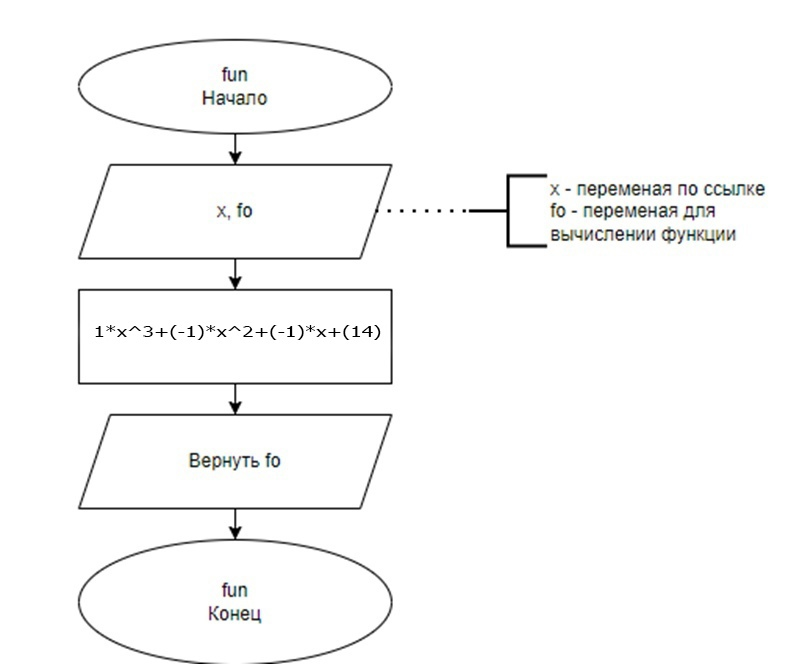 fun
Начало
x, fo
x - переменая по ссылке
fo - переменая для
вычислении функции
1*x^3+(-1)*x^2+(-1)*x+(14)
Вернуть fo
fun
Конец